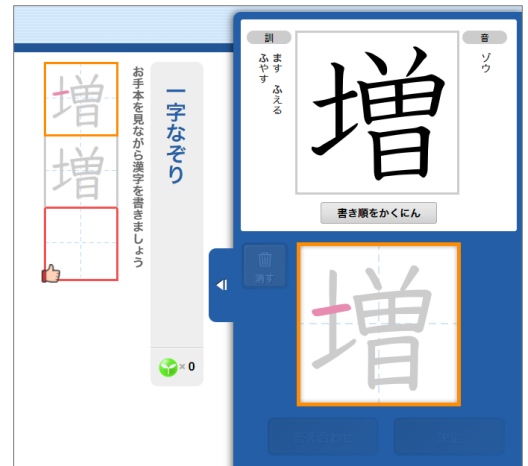 訓
音
ます ふえる
ふやす
ゾウ
増
書き順をかくにん
一字なぞり
お手本を見ながら漢字を書きましょう
増
増
× 0
消す
増